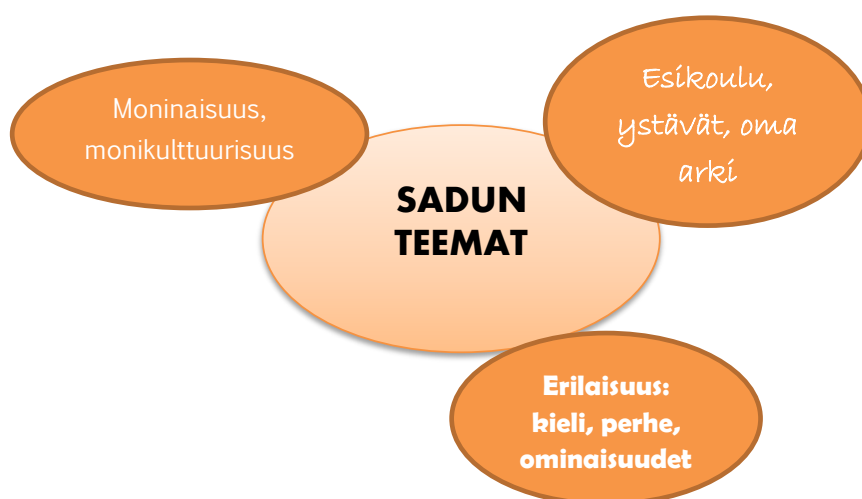 Moninaisuus,
monikulttuurisuus
Esikoulu,
ystävät, oma
arki
SADUN
TEEMAT
Erilaisuus:
kieli, perhe,
ominaisuudet